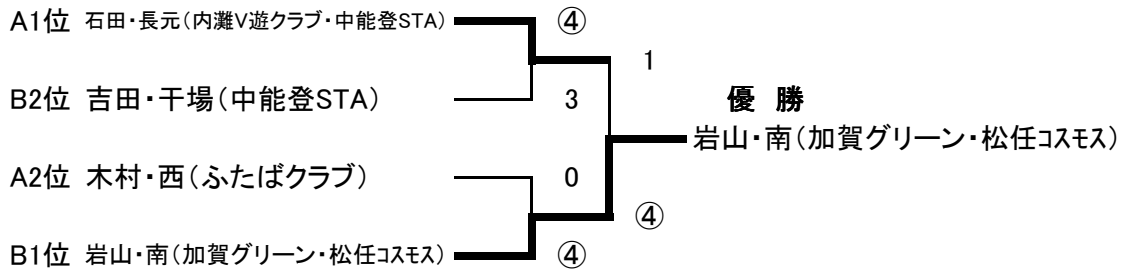 A1位 石田・長元(内灘V遊クラブ・中能登STA) ④
1
B2位 吉田・干場(中能登STA) 3
優 勝
岩山・南(加賀グリーン・松任コスモス)
A2位 木村・西(ふたばクラブ) 0
④
B1位 岩山・南(加賀グリーン・松任コスモス) ④